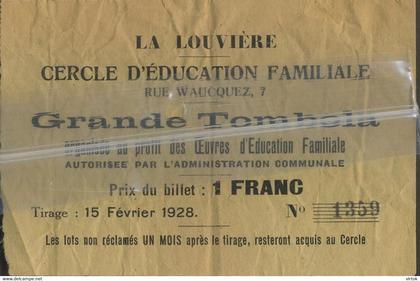 LA LOUVIÈRE
CERCLE D'ÉDUCATION FAMILIALE
RUE WAUCQUEZ, 7
Grande Tombola
organisée au profit des Œuvres d'Education Familiale
AUTORISÉE PAR L'ADMINISTRATION COMMUNALE
Prix du billet : 1 FRANC
Tirage : 15 Février 1928. No 1359
Les lots non réclamés UN MOIS après le tirage, resteront acquis au Cercle